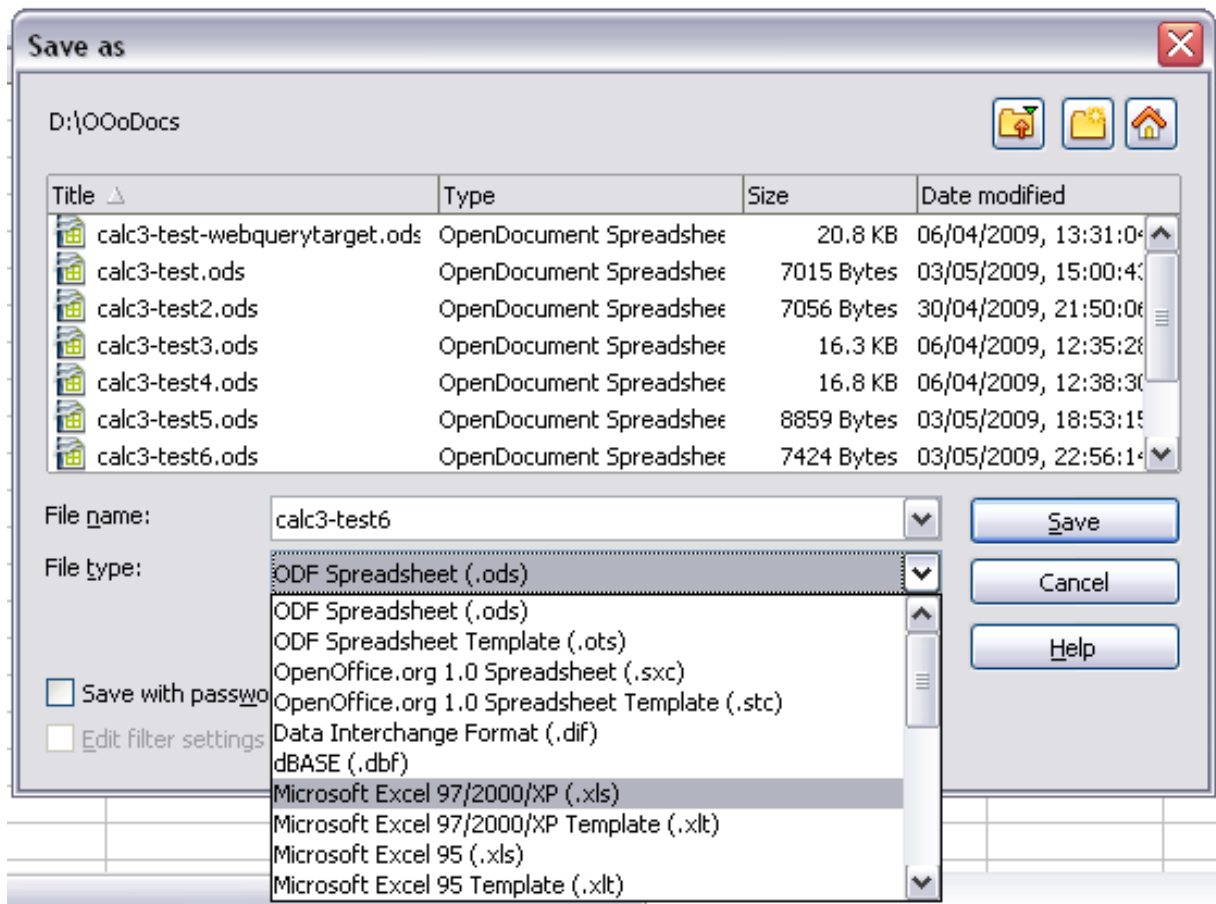 Save as
D:\OOoDocs
Title Type Size Date modified
calc3-test-webquerytarget.ods OpenDocument Spreadshee 20.8 KB 06/04/2009, 13:31:04
calc3-test.ods OpenDocument Spreadshee 7015 Bytes 03/05/2009, 15:00:43
calc3-test2.ods OpenDocument Spreadshee 7056 Bytes 30/04/2009, 21:50:06
calc3-test3.ods OpenDocument Spreadshee 16.3 KB 06/04/2009, 12:35:28
calc3-test4.ods OpenDocument Spreadshee 16.8 KB 06/04/2009, 12:38:30
calc3-test5.ods OpenDocument Spreadshee 8859 Bytes 03/05/2009, 18:53:15
calc3-test6.ods OpenDocument Spreadshee 7424 Bytes 03/05/2009, 22:56:14
File name: calc3-test6 Save
File type: ODF Spreadsheet (.ods) Cancel
ODF Spreadsheet (.ods)
ODF Spreadsheet Template (.ots) Help
OpenOffice.org 1.0 Spreadsheet (.sxc)
Save with passwo OpenOffice.org 1.0 Spreadsheet Template (.stc)
Edit filter settings Data Interchange Format (.dif)
dBASE (.dbf)
Microsoft Excel 97/2000/XP (.xls)
Microsoft Excel 97/2000/XP Template (.xlt)
Microsoft Excel 95 (.xls)
Microsoft Excel 95 Template (.xlt)